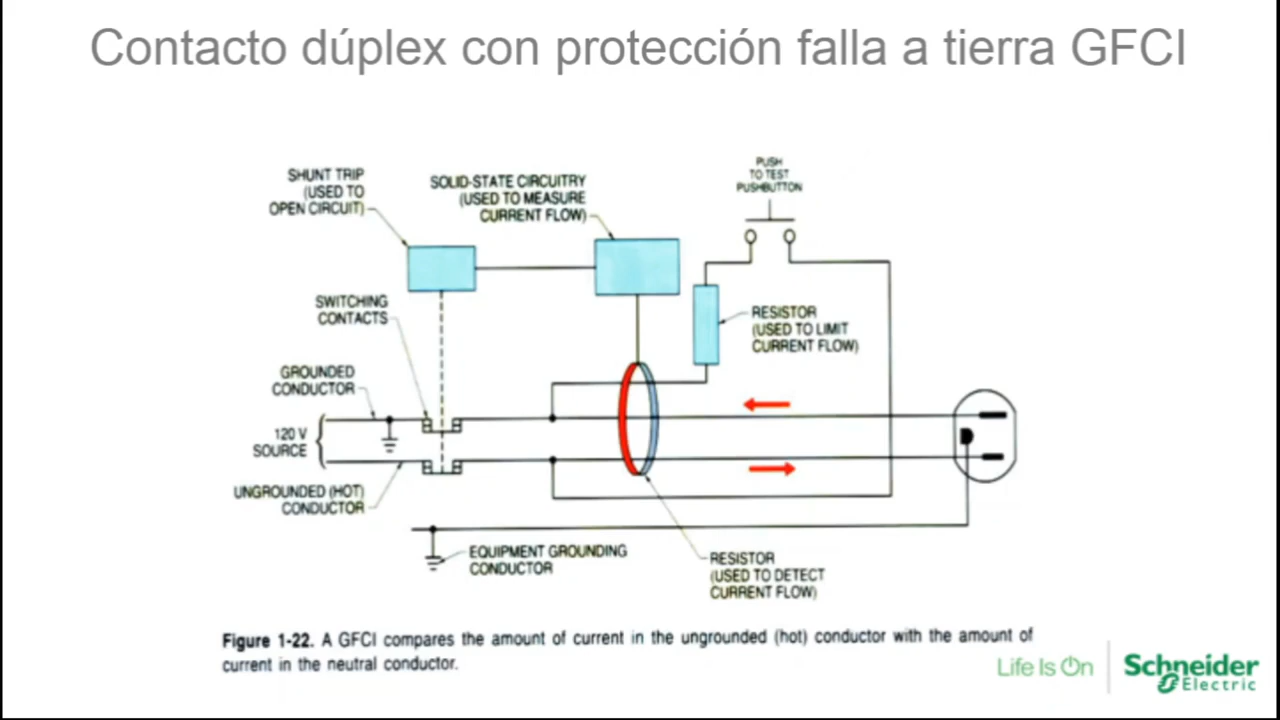 Contacto dúplex con protección falla a tierra GFCI
SHUNT TRIP
(USED TO
OPEN CIRCUIT)
SOLID-STATE CIRCUITRY
(USED TO MEASURE
CURRENT FLOW)
PUSH
TO TEST
PUSHBUTTON
SWITCHING
CONTACTS
RESISTOR
(USED TO LIMIT
CURRENT FLOW)
GROUNDED
CONDUCTOR
120 V
SOURCE
UNGROUNDED (HOT)
CONDUCTOR
EQUIPMENT GROUNDING
CONDUCTOR
RESISTOR
(USED TO DETECT
CURRENT FLOW)
Figure 1-22. A GFCI compares the amount of current in the ungrounded (hot) conductor with the amount of
current in the neutral conductor.
Life Is On
Schneider
Electric